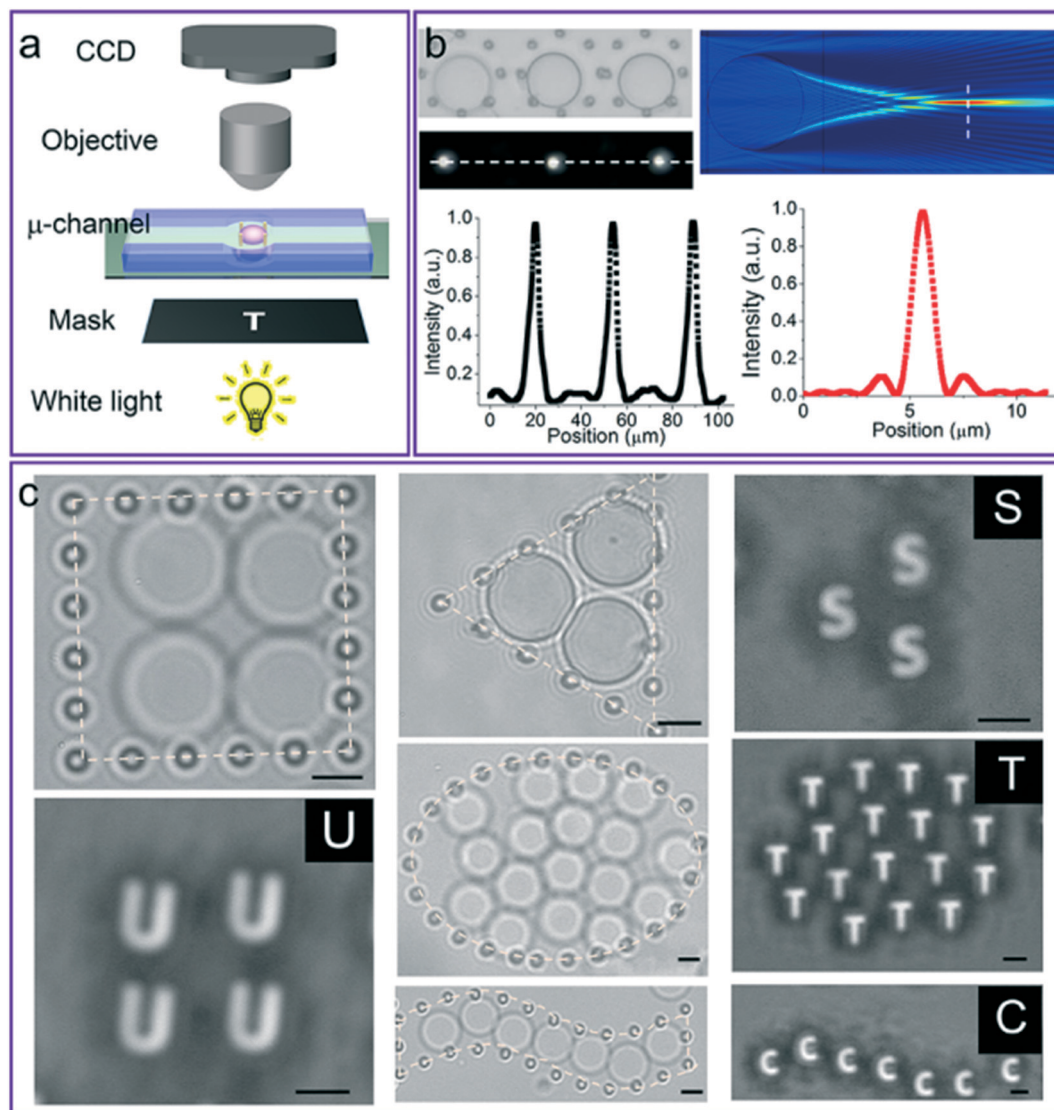 a
CCD
Objective
μ-channel
Mask
T
White light
b
1.0
0.8
0.6
0.4
0.2
Intensity (a.u.)
0 20 40 60 80 100
Position (μm)
1.0
0.8
0.6
0.4
0.2
0.0
Intensity (a.u.)
0 5 10
Position (μm)
c
S
S
S S
U
U U
U U
T
T T T T
T T T T
T T T T T
T T T T
C
C C C C C C C